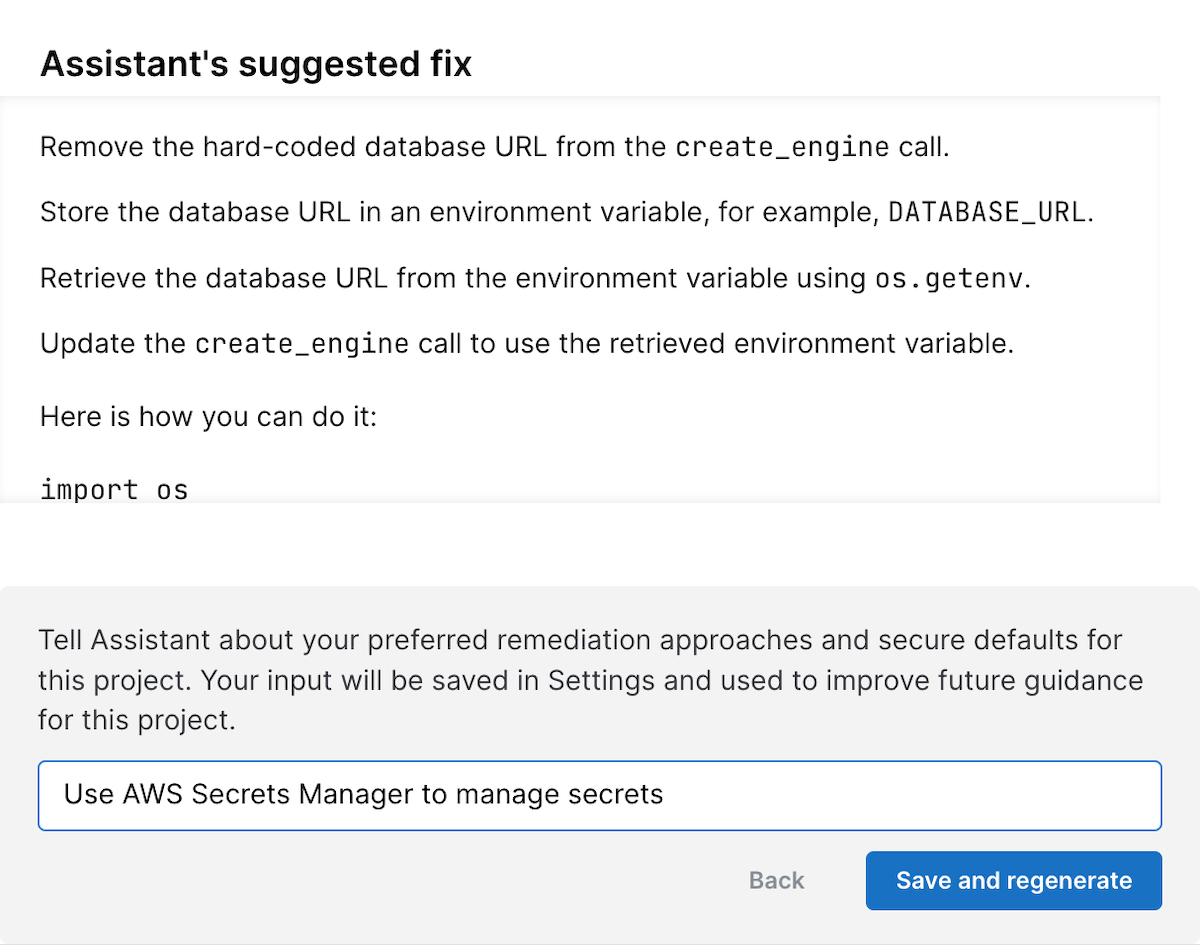 Assistant's suggested fix
Remove the hard-coded database URL from the create_engine call.
Store the database URL in an environment variable, for example, DATABASE_URL.
Retrieve the database URL from the environment variable using os.getenv.
Update the create_engine call to use the retrieved environment variable.
Here is how you can do it:
import os
Tell Assistant about your preferred remediation approaches and secure defaults for
this project. Your input will be saved in Settings and used to improve future guidance
for this project.
Use AWS Secrets Manager to manage secrets
Back
Save and regenerate